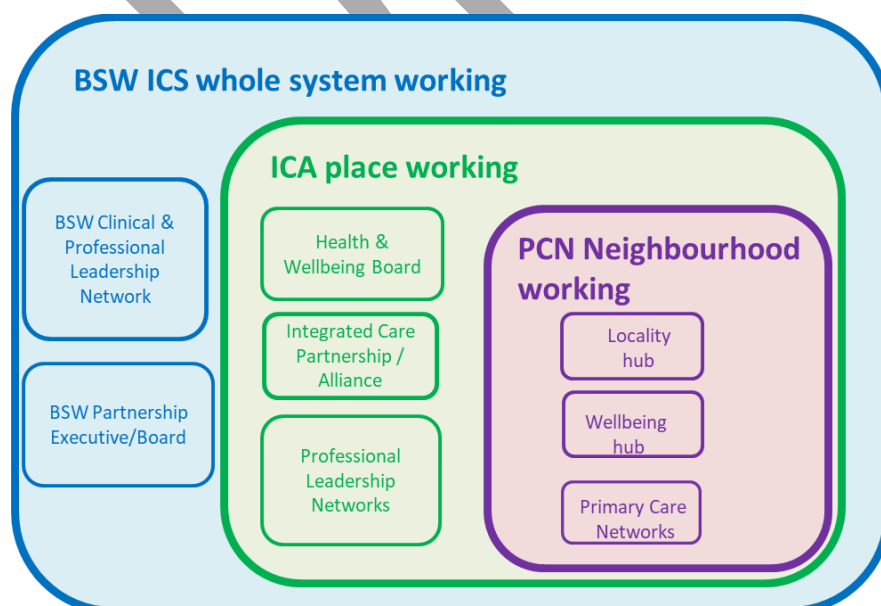 BSW ICS whole system working
BSW Clinical &
Professional
Leadership
Network
BSW Partnership
Executive/Board
ICA place working
Health &
Wellbeing Board
Integrated Care
Partnership /
Alliance
Professional
Leadership
Networks
PCN Neighbourhood
working
Locality
hub
Wellbeing
hub
Primary Care
Networks